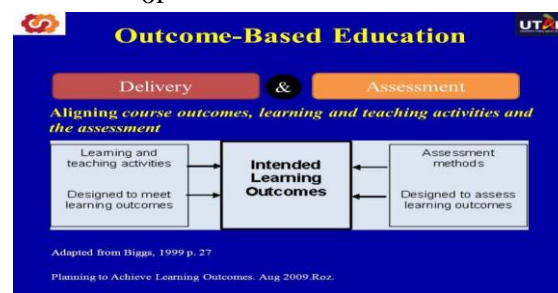 Outcome-Based Education
Delivery & Assessment
Aligning course outcomes, learning and teaching activities and
the assessment
Learning and
teaching activities
Designed to meet
learning outcomes
Intended
Learning
Outcomes
Assessment
methods
Designed to assess
learning outcomes
Adapted from Biggs, 1999 p. 27
Planning to Achieve Learning Outcomes. Aug 2009.Roz.